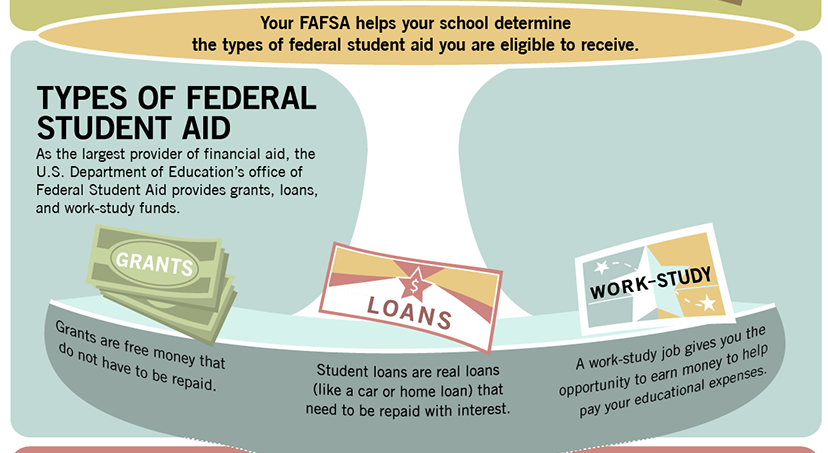 Your FAFSA helps your school determine
the types of federal student aid you are eligible to receive.
TYPES OF FEDERAL
STUDENT AID
As the largest provider of financial aid, the
U.S. Department of Education's office of
Federal Student Aid provides grants, loans,
and work-study funds.
GRANTS
Grants are free money that
do not have to be repaid.
$
LOANS
Student loans are real loans
(like a car or home loan) that
need to be repaid with interest.
WORK-STUDY
A work-study job gives you the
opportunity to earn money to help
pay your educational expenses.